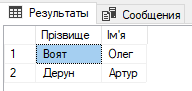 Результаты Сообщения
Прізвище Ім'я
1 Воят Олег
2 Дерун Артур